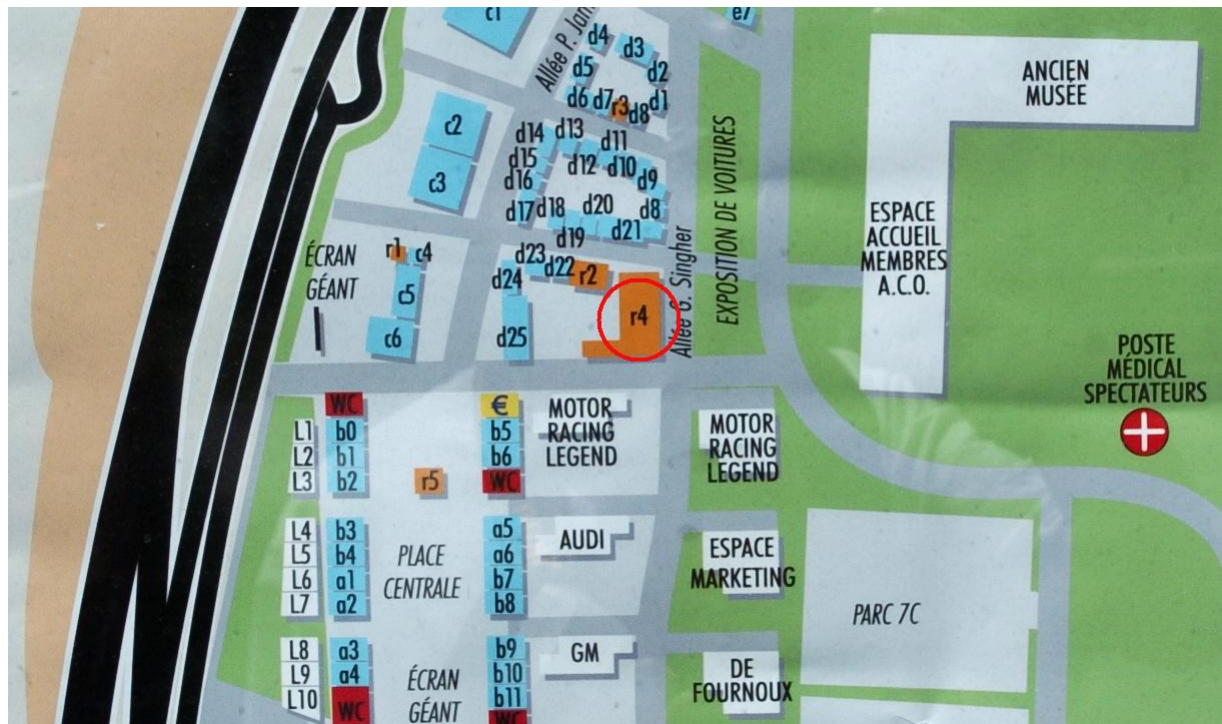 c1
Allée P. Jan
d4
d3
e7
d5
d2
d6
d7
r3
d8
d1
ANCIEN
MUSÉE
c2
d14
d13
d11
d15
d12
d10
c3
d16
d9
d17
d18
d20
d8
d19
d21
EXPOSITION DE VOITURES
ESPACE
ACCUEIL
MEMBRES
A.C.O.
ÉCRAN
GÉANT
r1
c4
c5
c6
d23
d22
r2
d24
d25
r4
Allée G. Singher
POSTE
MÉDICAL
SPECTATEURS
WC
€
MOTOR
RACING
LEGEND
MOTOR
RACING
LEGEND
L1
b0
b5
L2
b1
b6
L3
b2
r5
WC
L4
b3
a5
AUDI
L5
b4
a6
L6
a1
b7
L7
a2
b8
PLACE
CENTRALE
ESPACE
MARKETING
PARC 7C
L8
a3
b9
GM
L9
a4
b10
L10
WC
b11
WC
ÉCRAN
GÉANT
DE
FOURNOUX